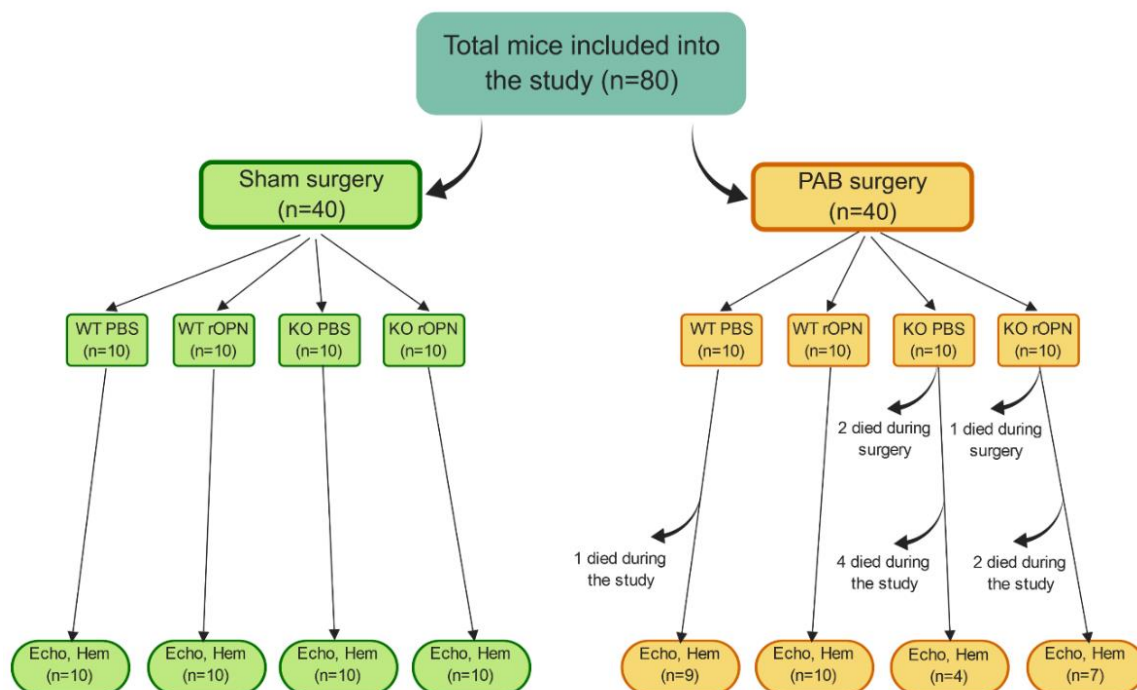 Total mice included into
the study (n=80)
Sham surgery
(n=40)
PAB surgery
(n=40)
WT PBS
(n=10)
WT rOPN
(n=10)
KO PBS
(n=10)
KO rOPN
(n=10)
WT PBS
(n=10)
WT rOPN
(n=10)
KO PBS
(n=10)
KO rOPN
(n=10)
2 died during
surgery
1 died during
surgery
1 died during
the study
4 died during
the study
2 died during
the study
Echo, Hem
(n=10)
Echo, Hem
(n=10)
Echo, Hem
(n=10)
Echo, Hem
(n=10)
Echo, Hem
(n=9)
Echo, Hem
(n=10)
Echo, Hem
(n=4)
Echo, Hem
(n=7)